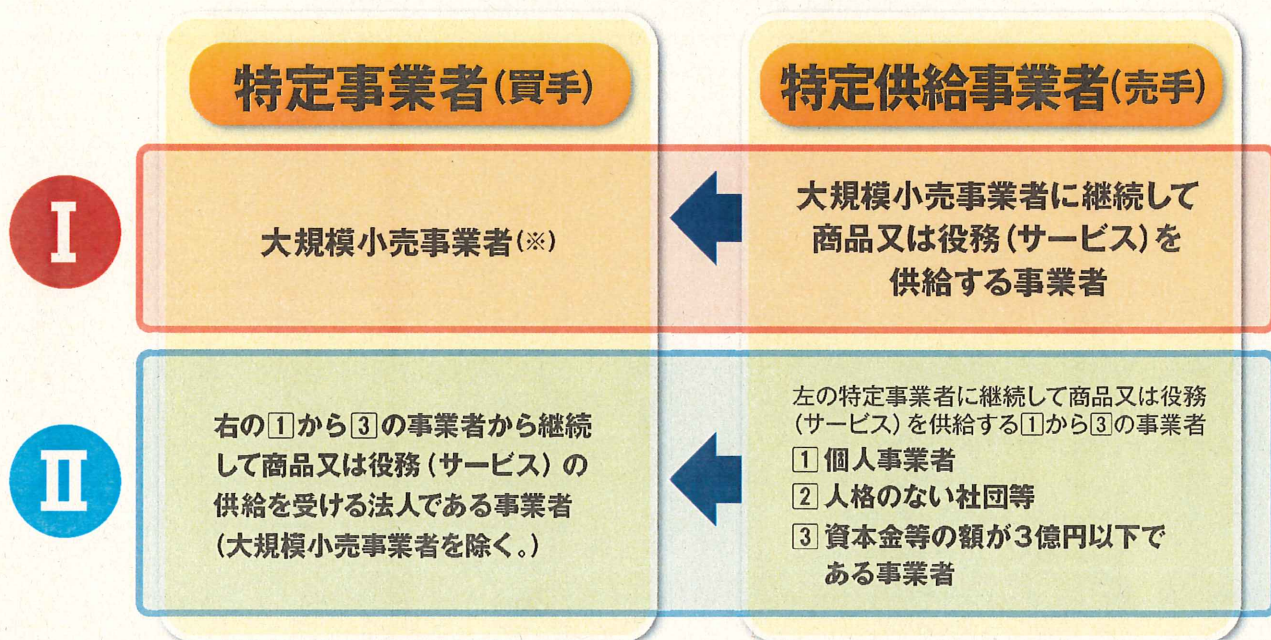 特定事業者(買手)
特定供給事業者(売手)
Ⅰ
大規模小売事業者(※)
大規模小売事業者に継続して
商品又は役務(サービス)を
供給する事業者
Ⅱ
右の1から3の事業者から継続
して商品又は役務(サービス)の
供給を受ける法人である事業者
(大規模小売事業者を除く。)
左の特定事業者に継続して商品又は役務
(サービス)を供給する1から3の事業者
1 個人事業者
2 人格のない社団等
3 資本金等の額が3億円以下で
ある事業者